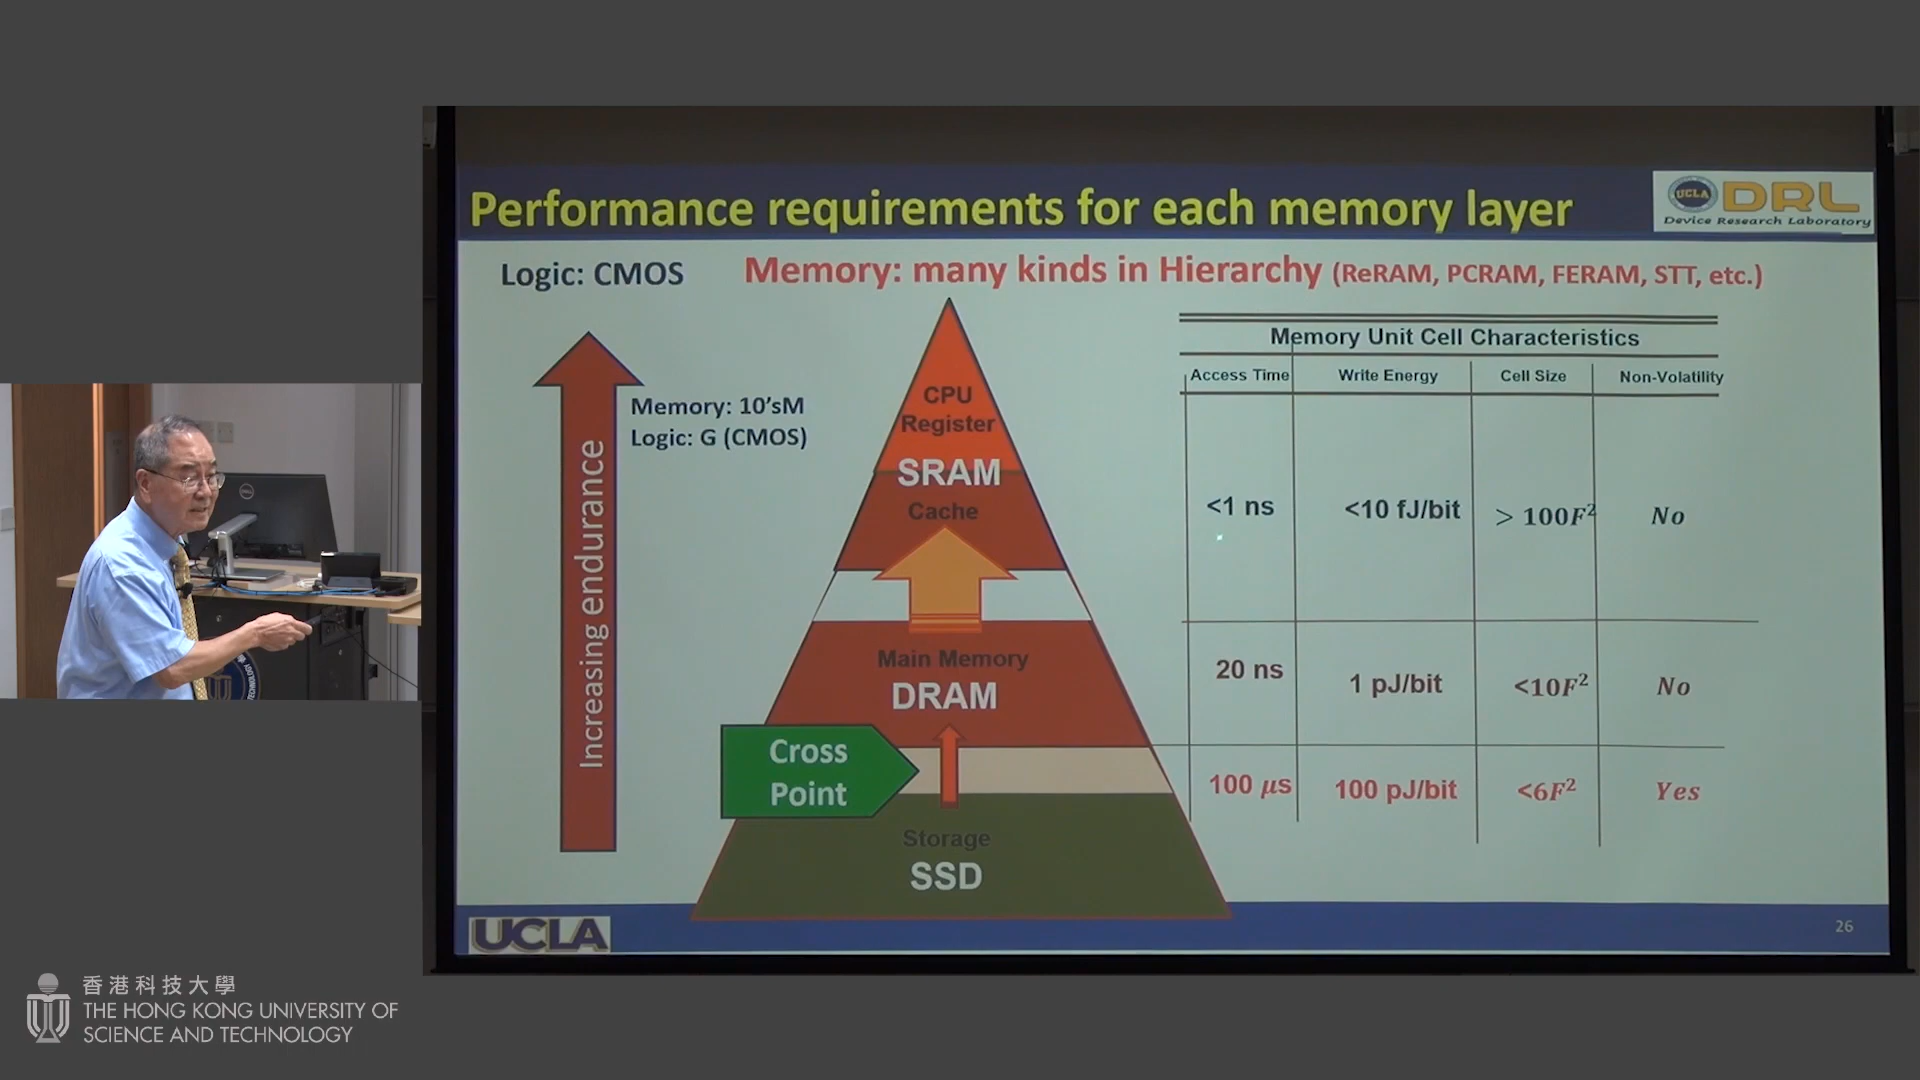 Performance requirements for each memory layer
UCLA
DRL
Device Research Laboratory
Logic: CMOS
Memory: many kinds in Hierarchy (ReRAM, PCRAM, FERAM, STT, etc.)
Increasing endurance
Memory: 10'sM
Logic: G (CMOS)
CPU
Register
SRAM
Cache
Main Memory
DRAM
Cross
Point
Storage
SSD
Memory Unit Cell Characteristics
Access Time Write Energy Cell Size Non-Volatility
<1 ns <10 fJ/bit > 100F² No
20 ns 1 pJ/bit <10F² No
100 μs 100 pJ/bit <6F² Yes
UCLA
26
DELL
香港科技大學
THE HONG KONG UNIVERSITY OF
SCIENCE AND TECHNOLOGY